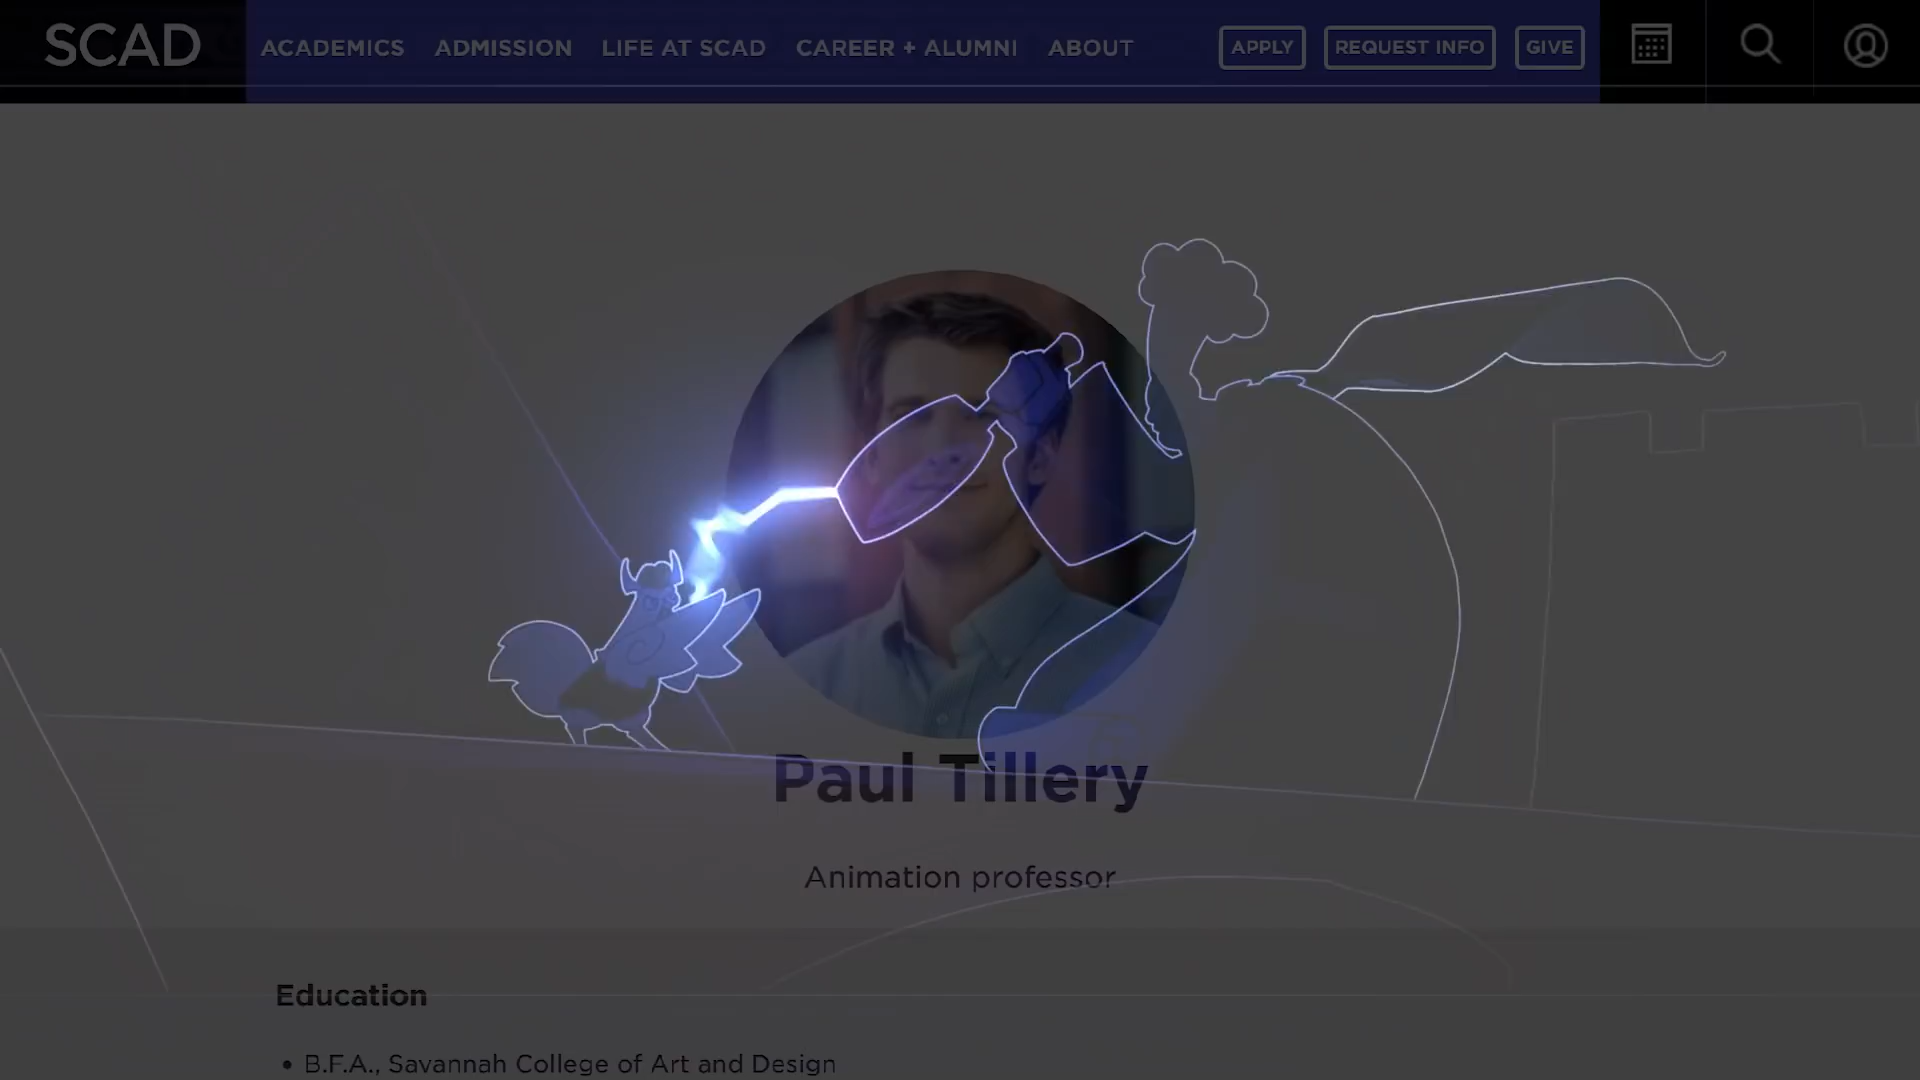 SCAD
ACADEMICS ADMISSION LIFE AT SCAD CAREER + ALUMNI ABOUT APPLY REQUEST INFO GIVE
Paul Tillery
Animation professor
Education
• B.F.A., Savannah College of Art and Design